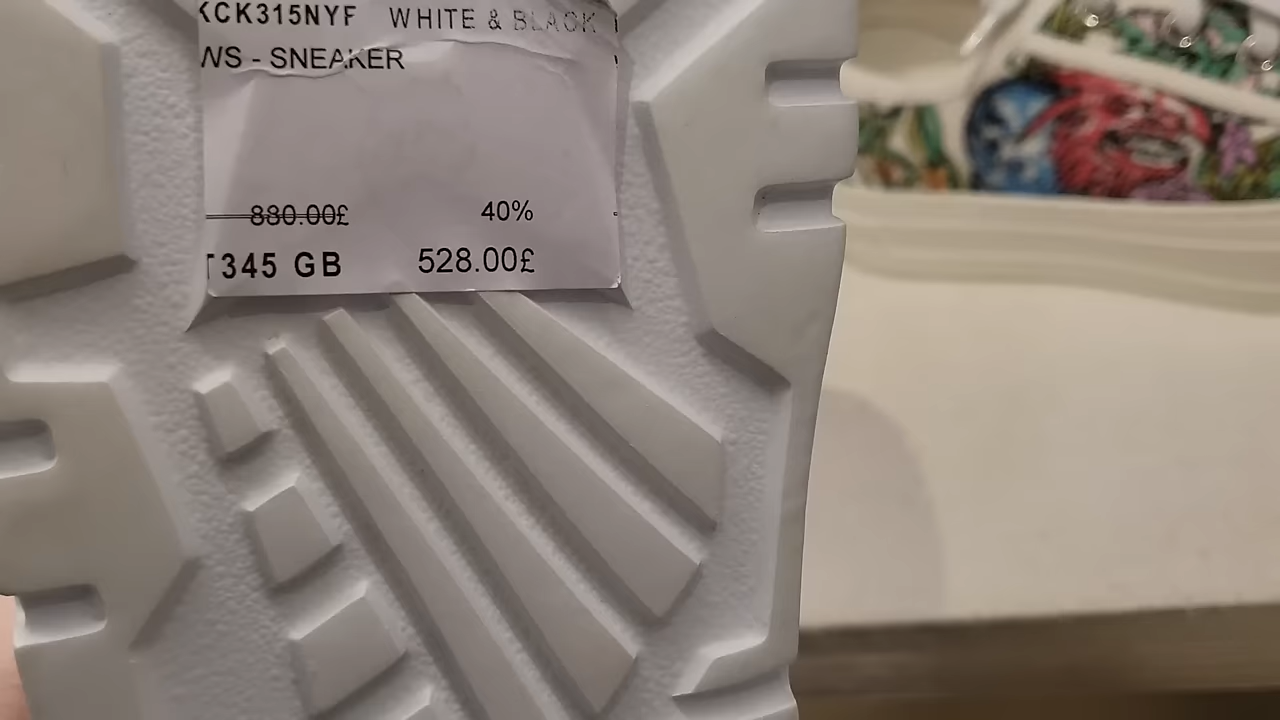 KCK315NYF WHITE & BLACK
WS - SNEAKER
880.00£ 40%
T345 GB 528.00£